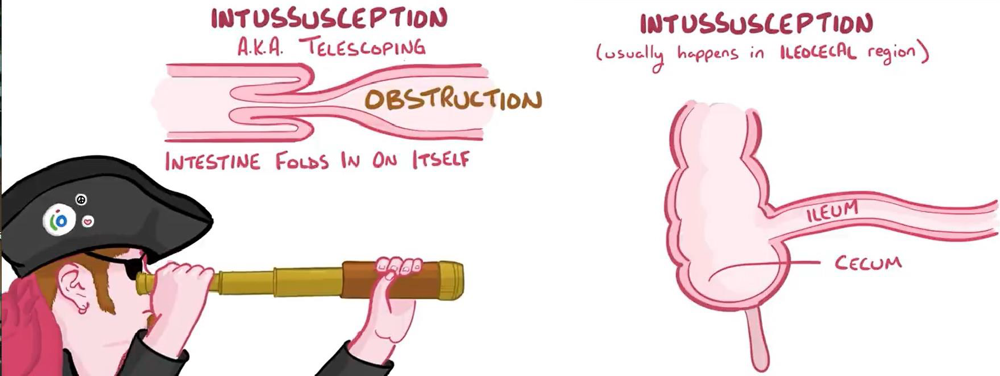 INTUSSUSCEPTION
A.K.A. TELESCOPING
OBSTRUCTION
INTESTINE FOLDS IN ON ITSELF
INTUSSUSCEPTION
(usually happens in ILEOCECAL region)
ILEUM
CECUM